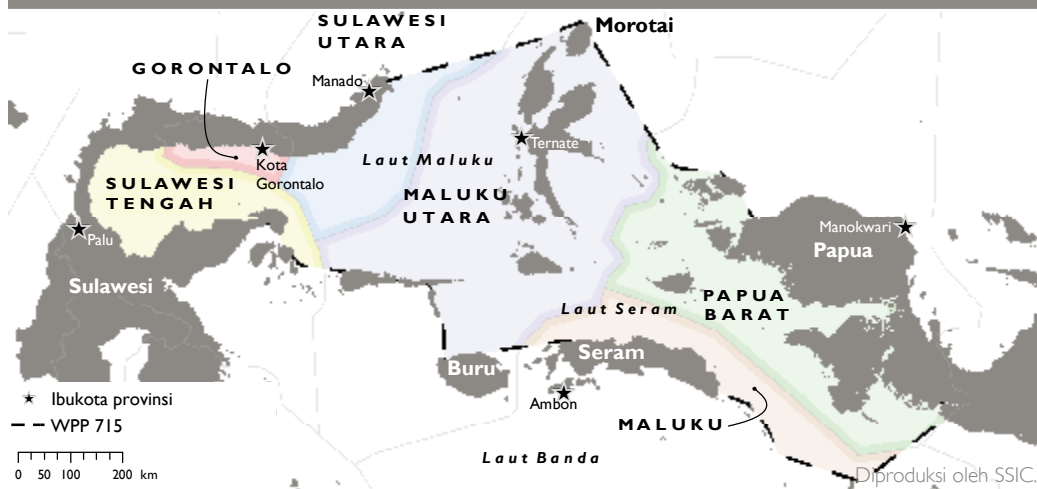 SULAWESI
UTARA
Morotai
GORONTALO
Manado
Ternate
Kota
Gorontalo
Laut Maluku
SULAWESI
TENGAH
MALUKU
UTARA
Palu
Manokwari
Papua
Sulawesi
PAPUA
BARAT
Laut Seram
Seram
Buru
Ambon
MALUKU
Laut Banda
Ibukota provinsi
WPP 715
0 50 100 200 km
Diproduksi oleh SSIC.